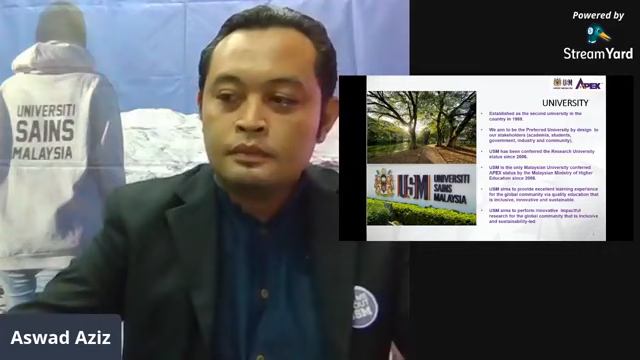 Powered by
StreamYard
UNIVERSITI
SAINS
MALAYSIA
USM
APEX
UNIVERSITY
Established as the second university in the
country in 1969.
We aim to be the Preferred University by design to
our stakeholders (academia, students,
government, industry and community).
USM has been conferred the Research University
status since 2006.
USM is the only Malaysian University conferred
APEX status by the Malaysian Ministry of Higher
Education since 2008.
USM aims to provide excellent learning experience
for the global community via quality education that
is inclusive, innovative and sustainable.
USM aims to perform innovative impactful
research for the global community that is inclusive
and sustainability-led
USM
UNIVERSITI
SAINS
MALAYSIA
Aswad Aziz